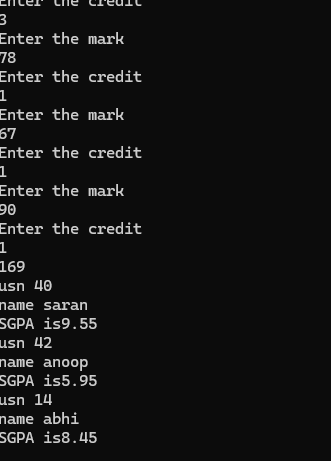 Enter the credit
3
Enter the mark
78
Enter the credit
1
Enter the mark
67
Enter the credit
1
Enter the mark
90
Enter the credit
1
169
usn 40
name saran
SGPA is9.55
usn 42
name anoop
SGPA is5.95
usn 14
name abhi
SGPA is8.45